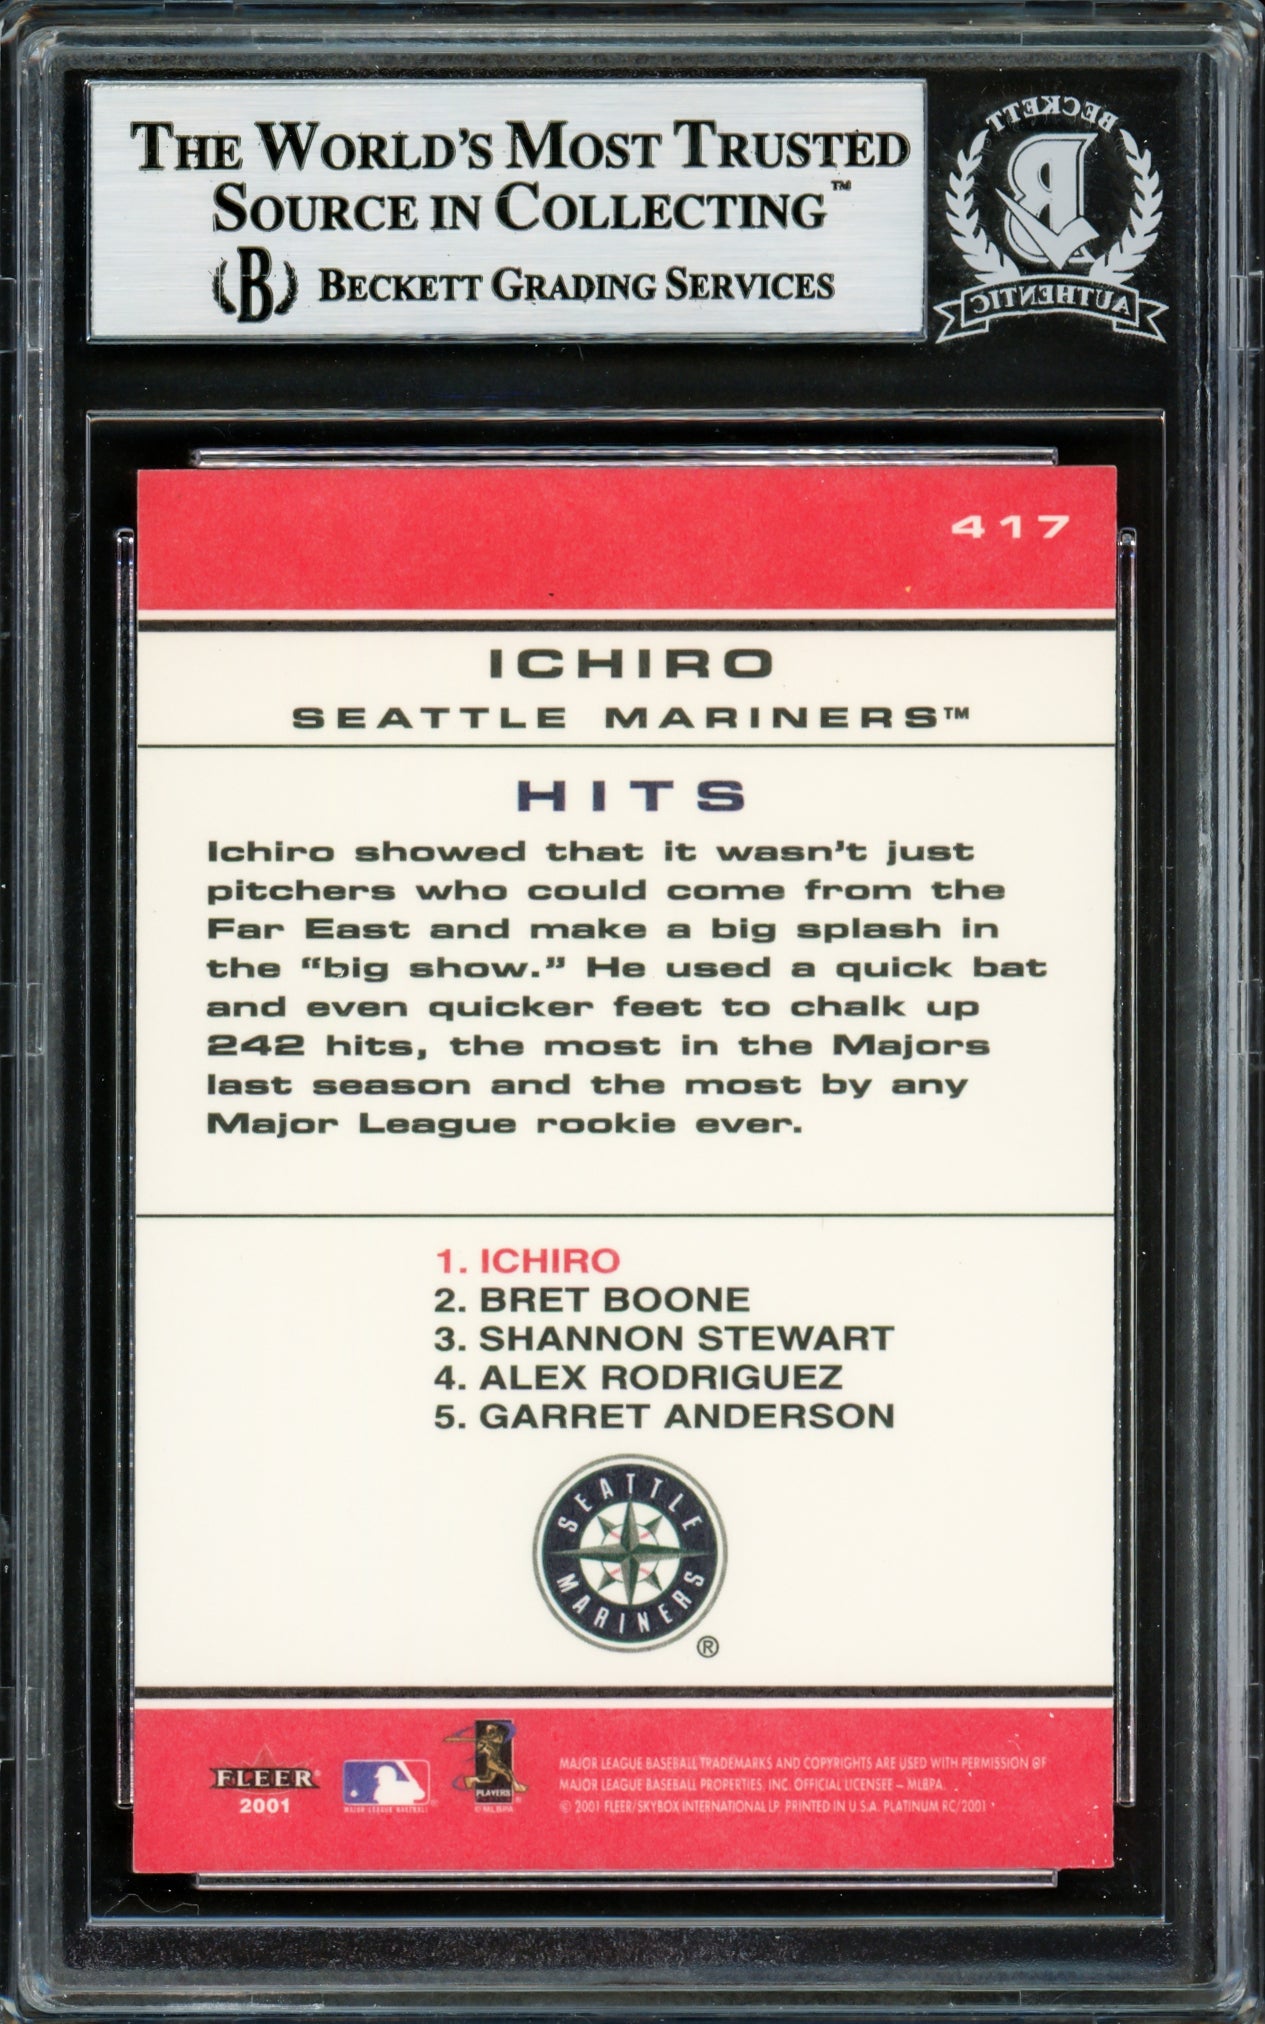 THE WORLD'S MOST TRUSTED
SOURCE IN COLLECTING™
B BECKETT GRADING SERVICES
BECKETT
B
AUTHENTIC
417
ICHIRO
SEATTLE MARINERS™
HITS
Ichiro showed that it wasn't just
pitchers who could come from the
Far East and make a big splash in
the "big show." He used a quick bat
and even quicker feet to chalk up
242 hits, the most in the Majors
last season and the most by any
Major League rookie ever.
1. ICHIRO
2. BRET BOONE
3. SHANNON STEWART
4. ALEX RODRIGUEZ
5. GARRET ANDERSON
SEATTLE
MARINERS
®
FLEER®
2001
MAJOR LEAGUE BASEBALL®
PLAYERS®
© MLBPA
MAJOR LEAGUE BASEBALL TRADEMARKS AND COPYRIGHTS ARE USED WITH PERMISSION OF
MAJOR LEAGUE BASEBALL PROPERTIES, INC. OFFICIAL LICENSEE – MLBPA.
© 2001 FLEER/SKYBOX INTERNATIONAL LP. PRINTED IN U.S.A. PLATINUM RC/2001